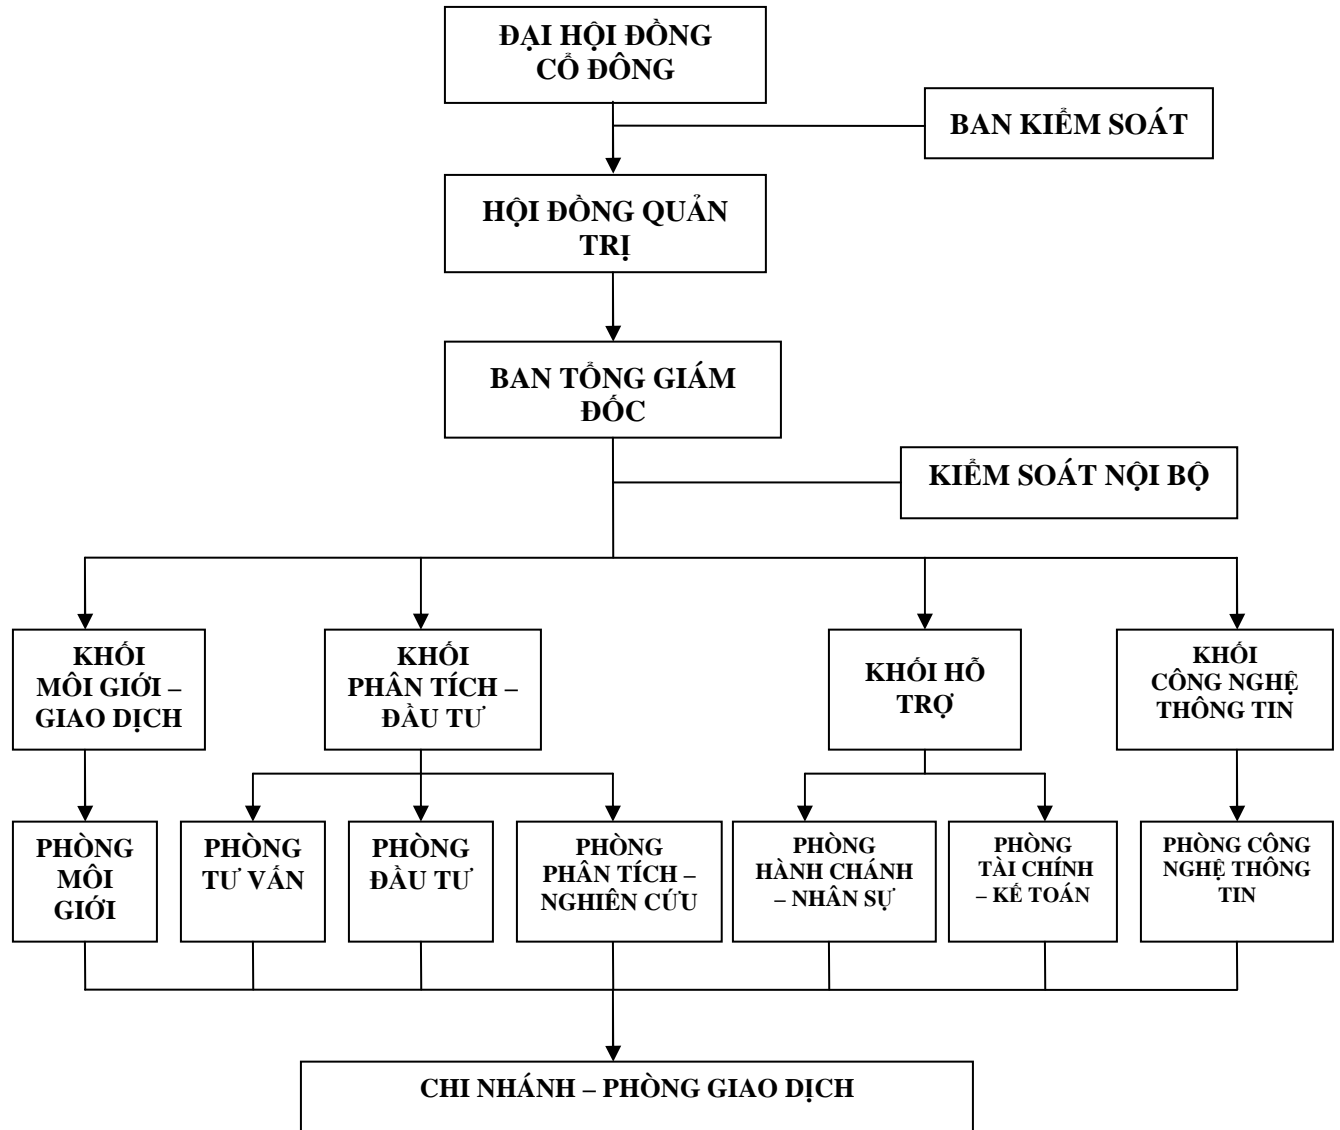 ĐẠI HỘI ĐỒNG
CỔ ĐÔNG
BAN KIỂM SOÁT
HỘI ĐỒNG QUẢN
TRỊ
BAN TỔNG GIÁM
ĐỐC
KIỂM SOÁT NỘI BỘ
KHỐI
MÔI GIỚI –
GIAO DỊCH
KHỐI
PHÂN TÍCH –
ĐẦU TƯ
KHỐI HỖ
TRỢ
KHỐI
CÔNG NGHỆ
THÔNG TIN
PHÒNG
MÔI
GIỚI
PHÒNG
TƯ VẤN
PHÒNG
ĐẦU TƯ
PHÒNG
PHÂN TÍCH –
NGHIÊN CỨU
PHÒNG
HÀNH CHÁNH
– NHÂN SỰ
PHÒNG
TÀI CHÍNH
– KẾ TOÁN
PHÒNG CÔNG
NGHỆ THÔNG
TIN
CHI NHÁNH – PHÒNG GIAO DỊCH